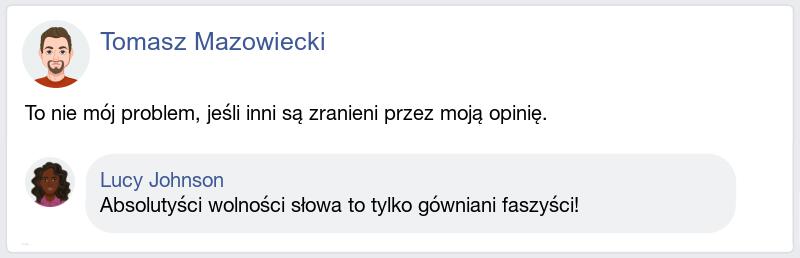 Tomasz Mazowiecki
To nie mój problem, jeśli inni są zranieni przez moją opinię.
Lucy Johnson
Absolutyści wolności słowa to tylko gówniani faszyści!